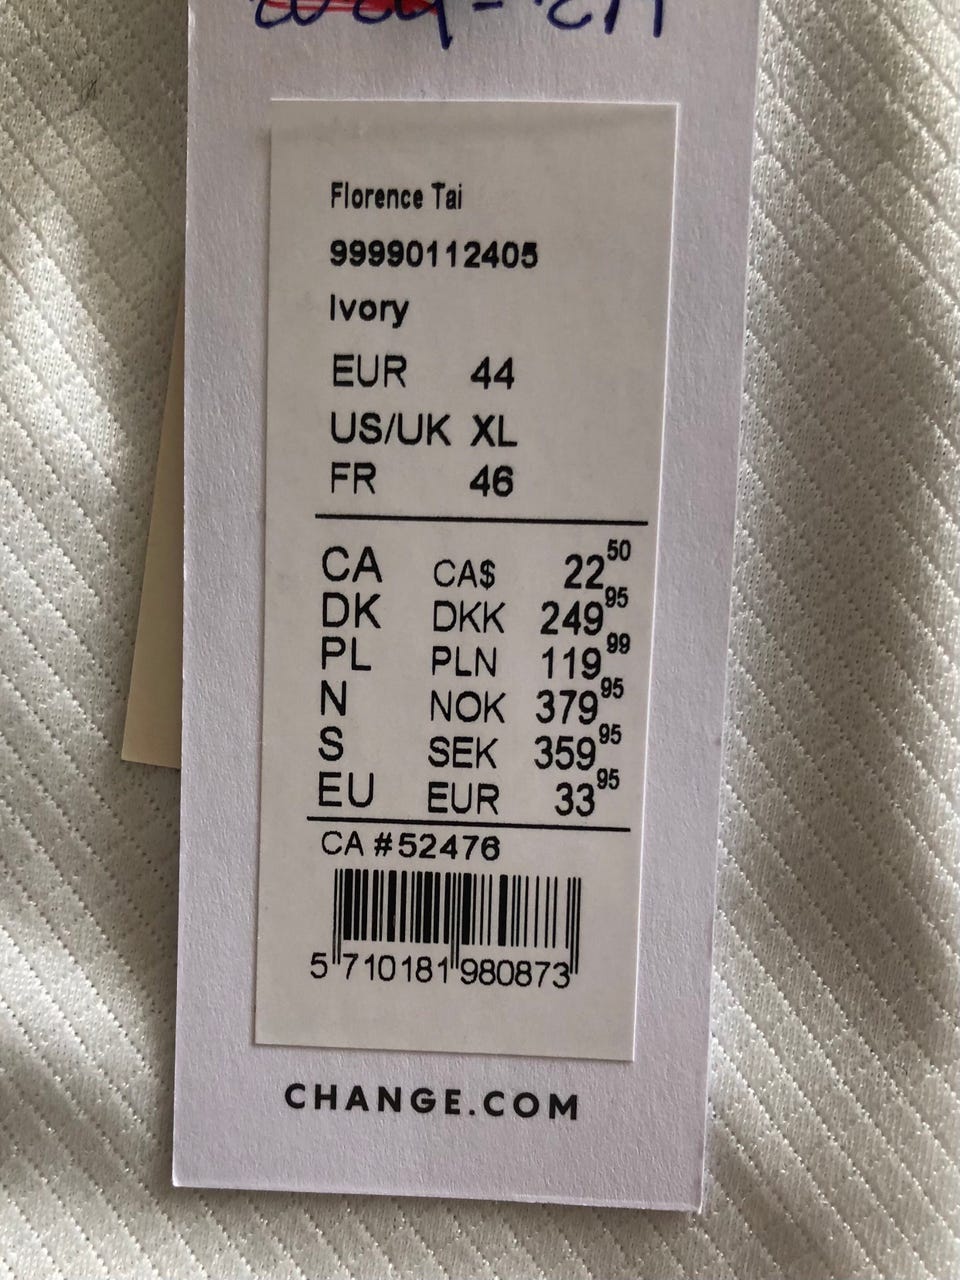 Florence Tai
99990112405
Ivory
EUR 44
US/UK XL
FR 46
CA CA$ 22 50
DK DKK 249 95
PL PLN 119 99
N NOK 379 95
S SEK 359 95
EU EUR 33 95
CA #52476
5 710181 980873
CHANGE.COM